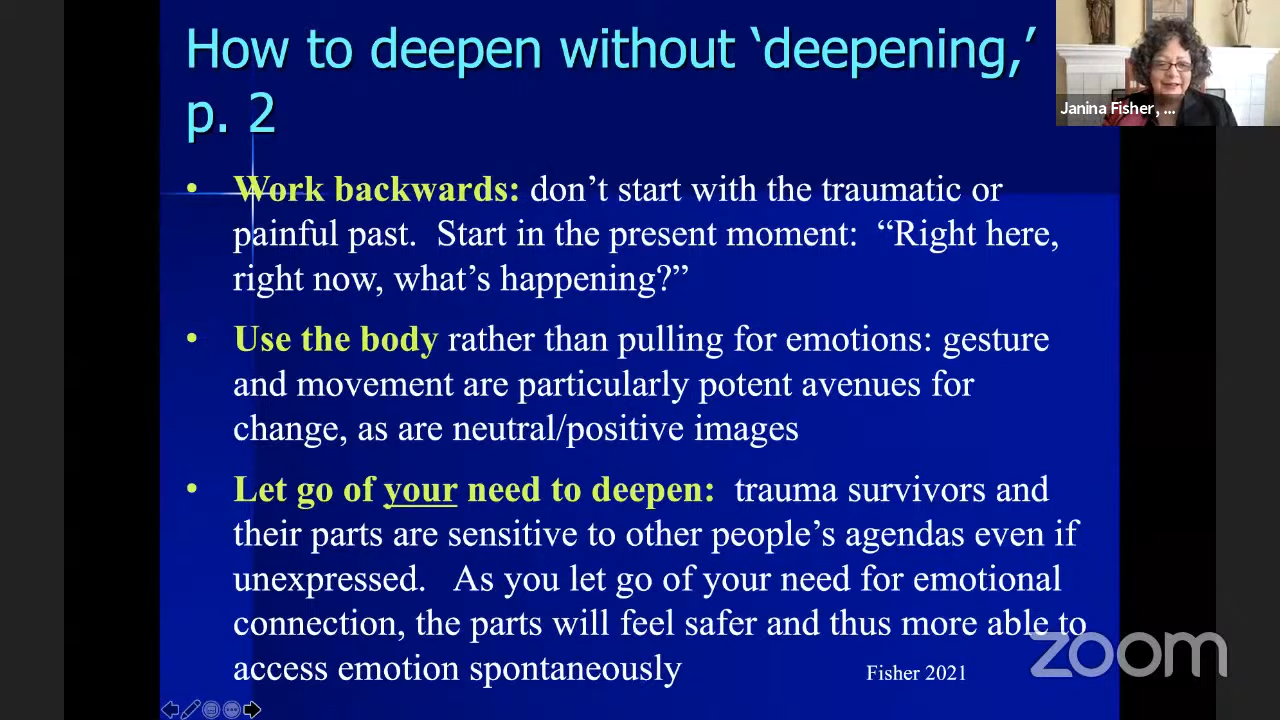 How to deepen without ‘deepening,’
p. 2
Janina Fisher, ...
• Work backwards: don’t start with the traumatic or
painful past.  Start in the present moment:  “Right here,
right now, what’s happening?”
• Use the body rather than pulling for emotions: gesture
and movement are particularly potent avenues for
change, as are neutral/positive images
• Let go of your need to deepen:  trauma survivors and
their parts are sensitive to other people’s agendas even if
unexpressed.   As you let go of your need for emotional
connection, the parts will feel safer and thus more able to
access emotion spontaneously
Fisher 2021
zoom